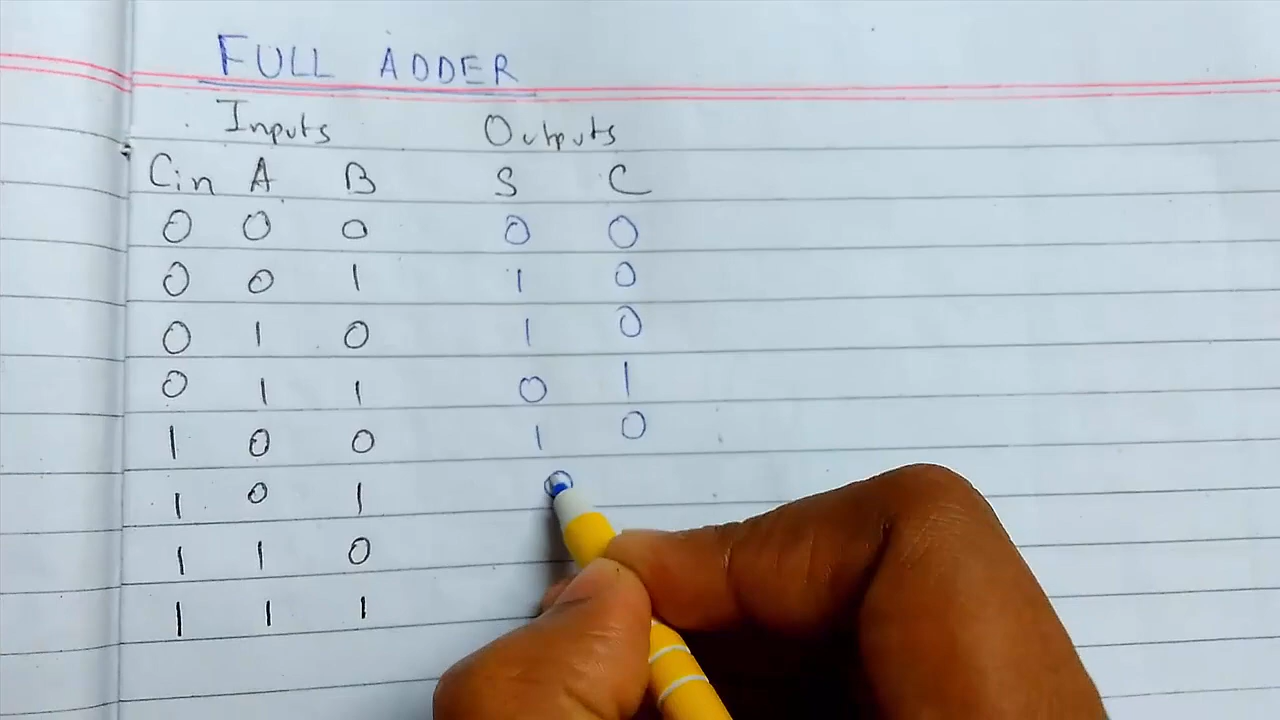 FULL ADDER
Inputs Outputs
Cin A B S C
0 0 0 0 0
0 0 1 1 0
0 1 0 1 0
0 1 1 0 1
1 0 0 1 0
1 0 1 0
1 1 0
1 1 1